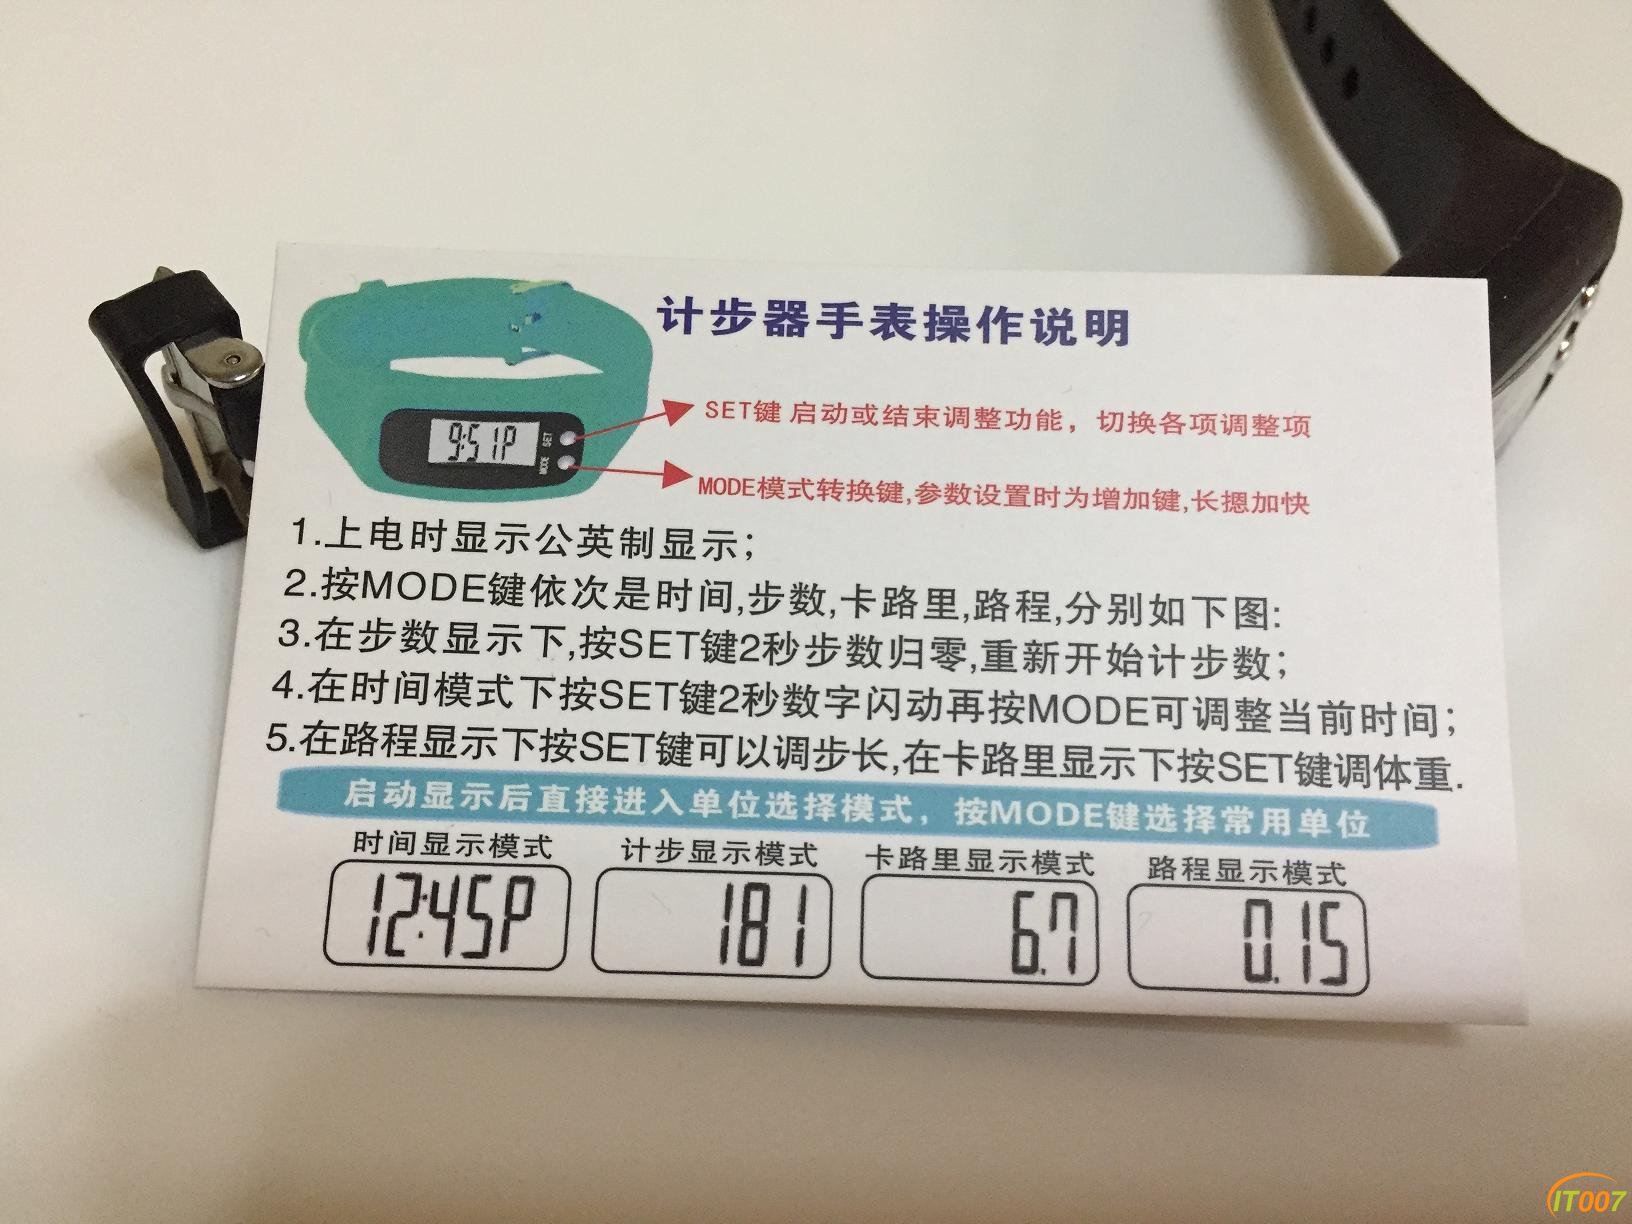 计步器手表操作说明
9:51P
SET
MODE
SET键 启动或结束调整功能，切换各项调整项
MODE模式转换键,参数设置时为增加键,长摁加快
1.上电时显示公英制显示；
2.按MODE键依次是时间,步数,卡路里,路程,分别如下图:
3.在步数显示下,按SET键2秒步数归零,重新开始计步数；
4.在时间模式下按SET键2秒数字闪动再按MODE可调整当前时间；
5.在路程显示下按SET键可以调步长,在卡路里显示下按SET键调体重.
启动显示后直接进入单位选择模式，按MODE键选择常用单位
时间显示模式 计步显示模式 卡路里显示模式 路程显示模式
12:45P 181 6.7 0.15
IT007